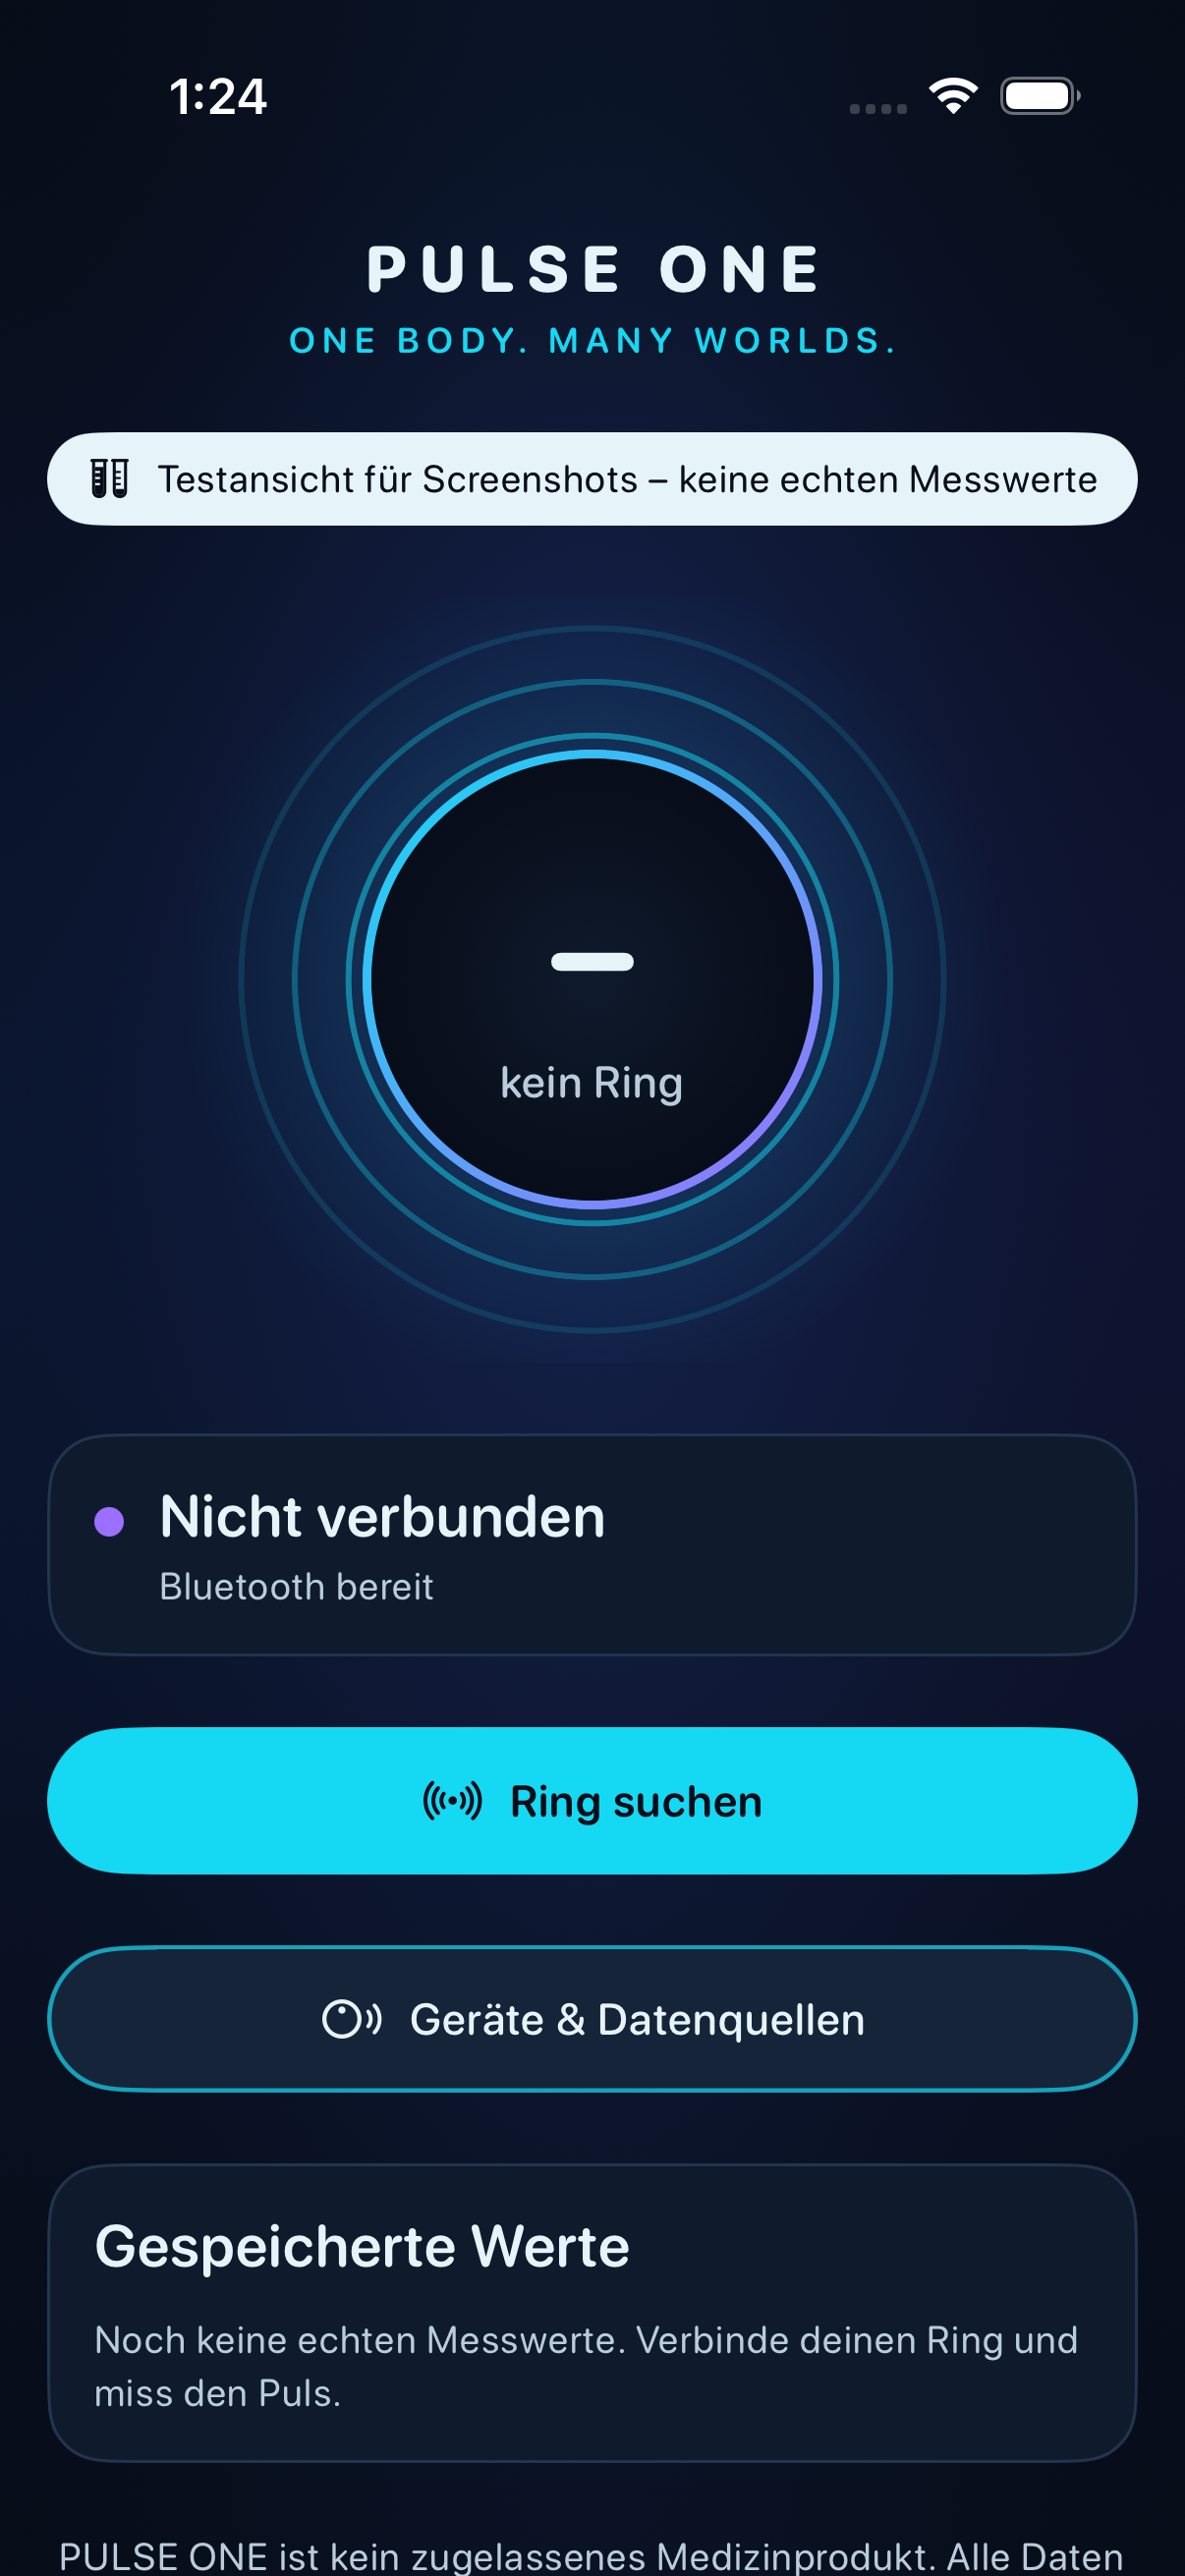 1:24
PULSE ONE
ONE BODY. MANY WORLDS.
Testansicht für Screenshots – keine echten Messwerte
–
kein Ring
Nicht verbunden
Bluetooth bereit
Ring suchen
Geräte & Datenquellen
Gespeicherte Werte
Noch keine echten Messwerte. Verbinde deinen Ring und
miss den Puls.
PULSE ONE ist kein zugelassenes Medizinprodukt. Alle Daten